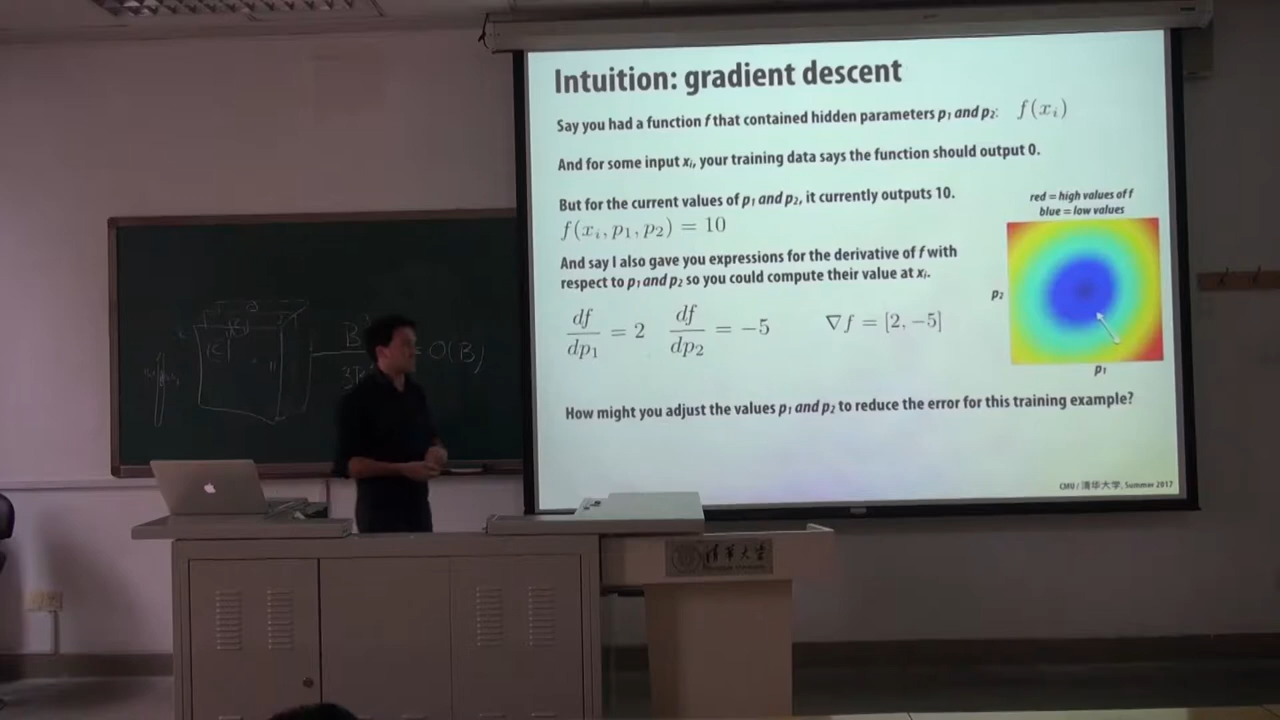 Intuition: gradient descent
Say you had a function f that contained hidden parameters p₁ and p₂: f(xᵢ)
And for some input xᵢ, your training data says the function should output 0.
But for the current values of p₁ and p₂, it currently outputs 10.
f(xᵢ, p₁, p₂) = 10
And say I also gave you expressions for the derivative of f with
respect to p₁ and p₂ so you could compute their value at xᵢ.
df/dp₁ = 2 df/dp₂ = −5 ∇f = [2, −5]
red = high values of f
blue = low values
p₂
p₁
How might you adjust the values p₁ and p₂ to reduce the error for this training example?
CMU / 清华大学, Summer 2017
= O(B)
清华大学